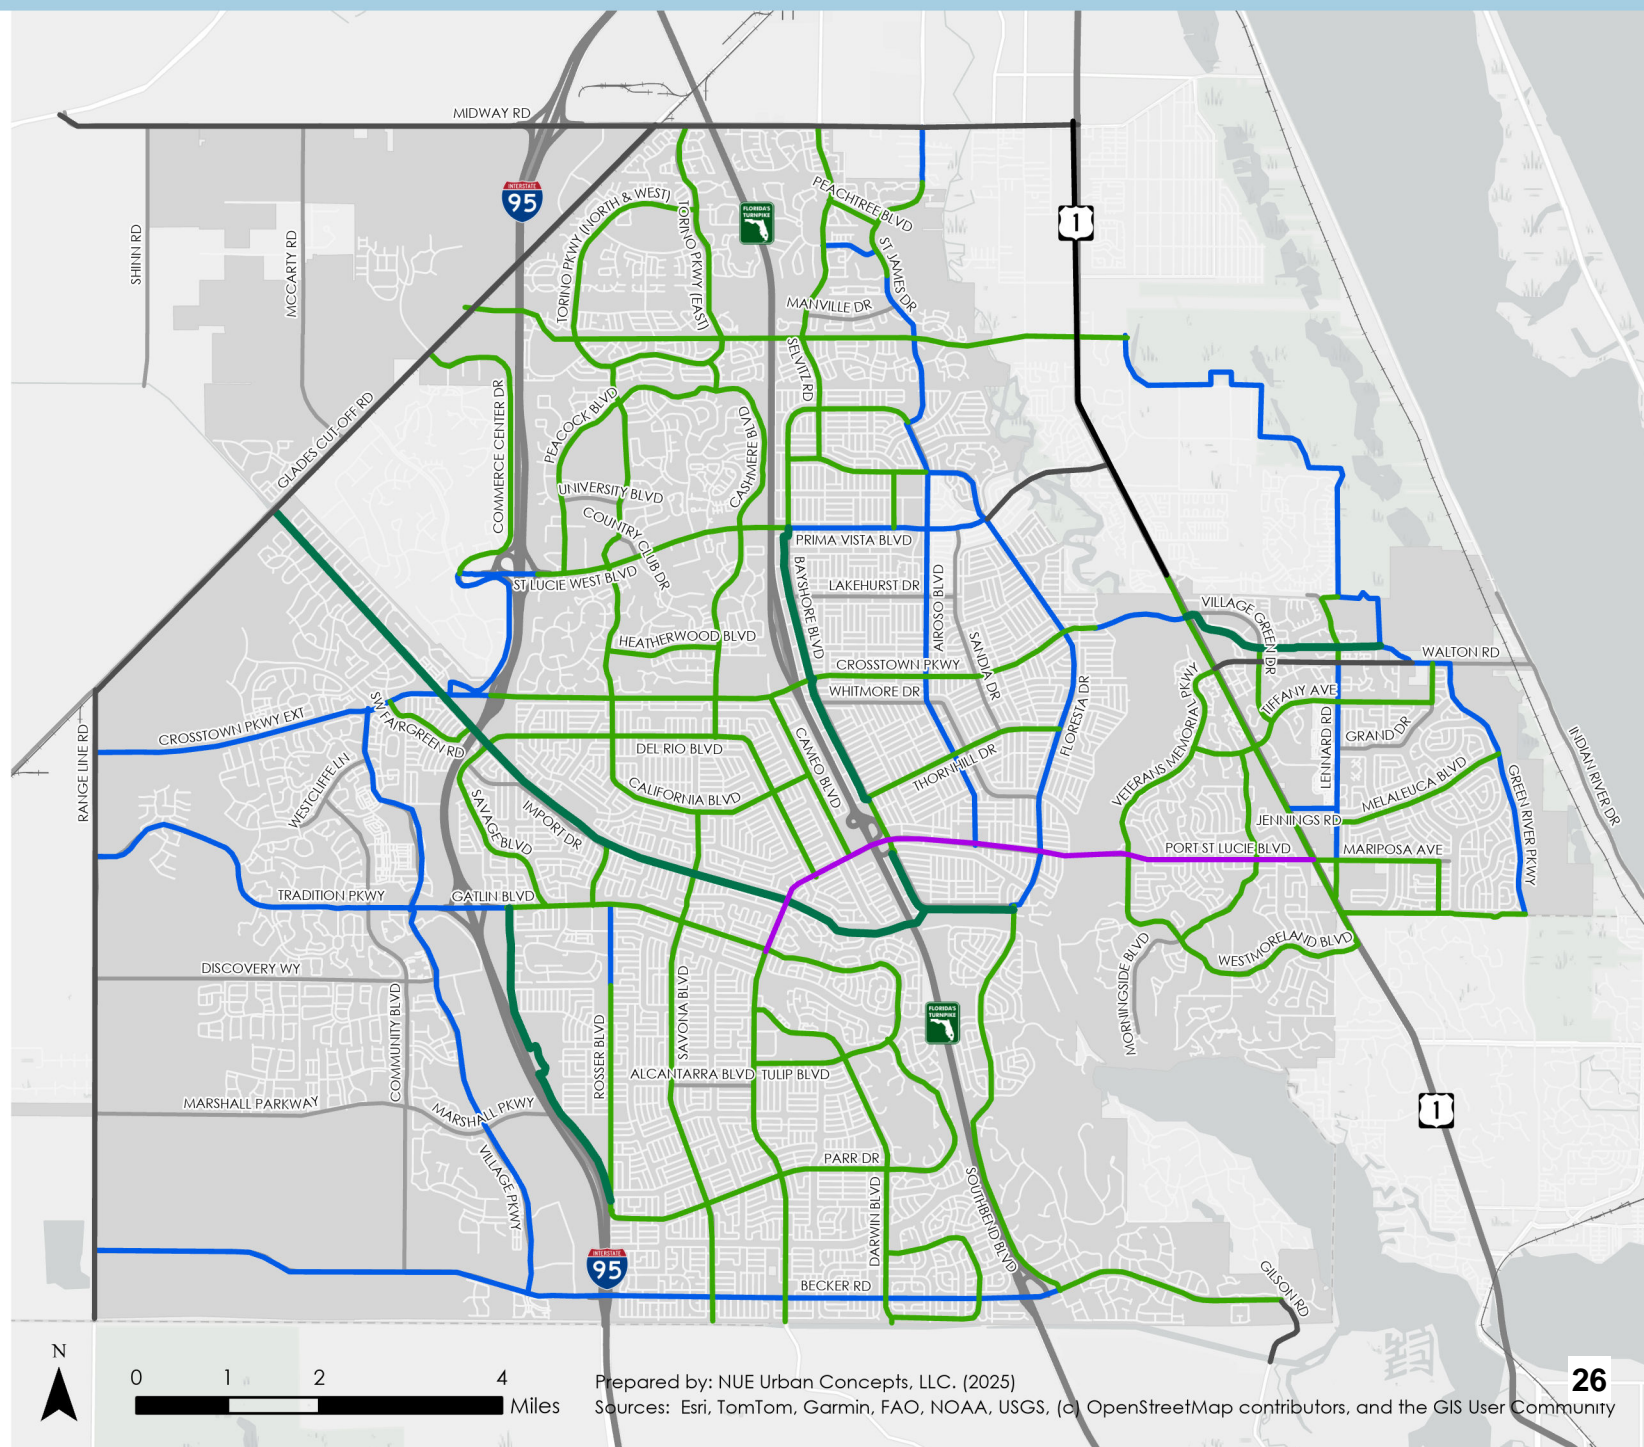 MIDWAY RD
INTERSTATE
95
FLORIDA'S
TURNPIKE
1
SHINN RD
MCCARTY RD
TORINO PKWY (NORTH & WEST)
TORINO PKWY (EAST)
PEACHTREE BLVD
ST JAMES DR
MANVILLE DR
SELVITZ RD
GLADES CUT-OFF RD
COMMERCE CENTER DR
PEACOCK BLVD
CASHMERE BLVD
UNIVERSITY BLVD
COUNTRY CLUB DR
ST LUCIE WEST BLVD
PRIMA VISTA BLVD
BAYSHORE BLVD
LAKEHURST DR
AIROSO BLVD
SANDIA DR
HEATHERWOOD BLVD
CROSSTOWN PKWY
WHITMORE DR
FLORESTA DR
VILLAGE GREEN DR
WALTON RD
TIFFANY AVE
VETERANS MEMORIAL PKWY
LENNARD RD
GRAND DR
INDIAN RIVER DR
RANGE LINE RD
CROSSTOWN PKWY EXT
SW FAIRGREEN RD
WESTCLIFFE LN
DEL RIO BLVD
CAMEO BLVD
CALIFORNIA BLVD
THORNHILL DR
SAVAGE BLVD
IMPORT DR
MELALEUCA BLVD
GREEN RIVER PKWY
JENNINGS RD
PORT ST LUCIE BLVD
MARIPOSA AVE
TRADITION PKWY
GATLIN BLVD
DISCOVERY WY
COMMUNITY BLVD
ROSSER BLVD
SAVONA BLVD
WESTMORELAND BLVD
MORNINGSIDE BLVD
FLORIDA'S
TURNPIKE
ALCANTARRA BLVD
TULIP BLVD
MARSHALL PARKWAY
MARSHALL PKWY
VILLAGE PKWY
PARR DR
DARWIN BLVD
SOUTHBEND BLVD
1
INTERSTATE
95
BECKER RD
GILSON RD
N
0 1 2 4
Miles
Prepared by: NUE Urban Concepts, LLC. (2025)
Sources: Esri, TomTom, Garmin, FAO, NOAA, USGS, (c) OpenStreetMap contributors, and the GIS User Community
26